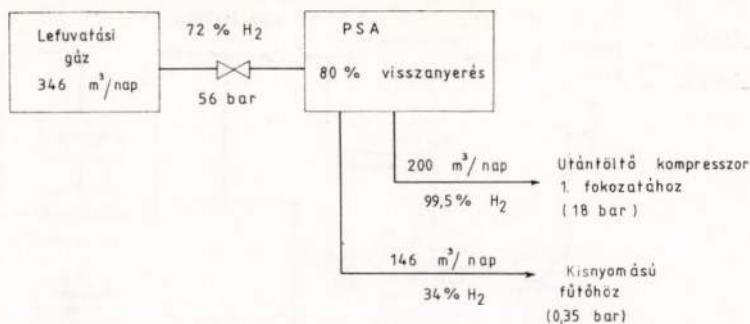 Lefuvatási
gáz
346 m³/nap
72 % H₂
56 bar
PSA
80 % visszanyerés
200 m³/nap
99,5% H₂
Utántöltő kompresszor
1. fokozatához
(18 bar)
146 m³/nap
34% H₂
Kisnyomású
fűtőhöz
(0,35 bar)